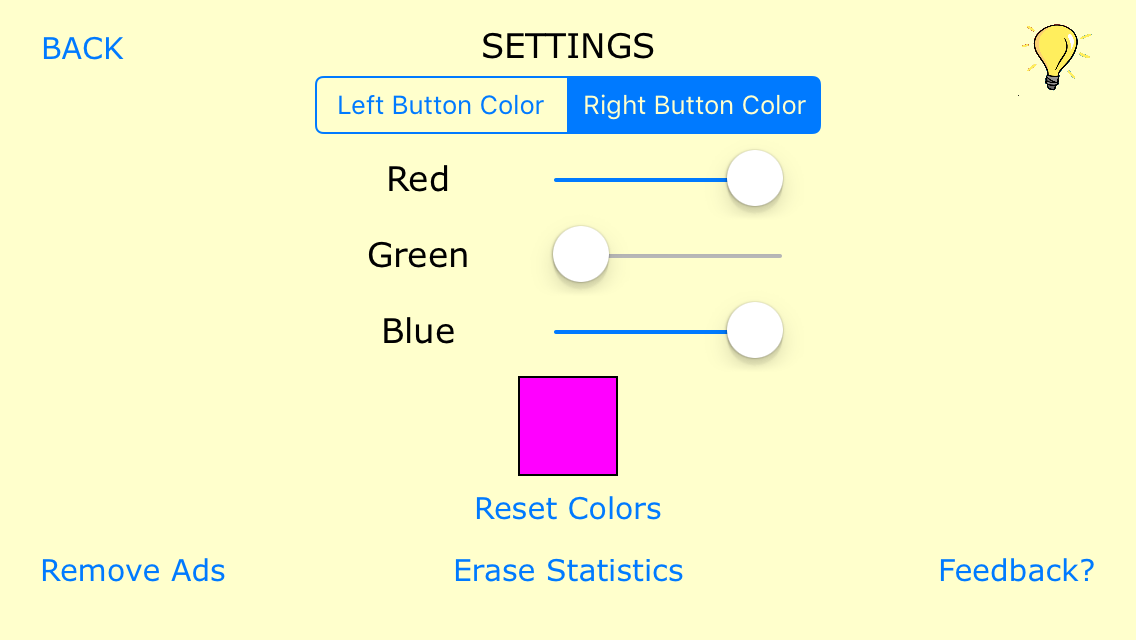 BACK
SETTINGS
Left Button Color
Right Button Color
Red
Green
Blue
Reset Colors
Remove Ads
Erase Statistics
Feedback?